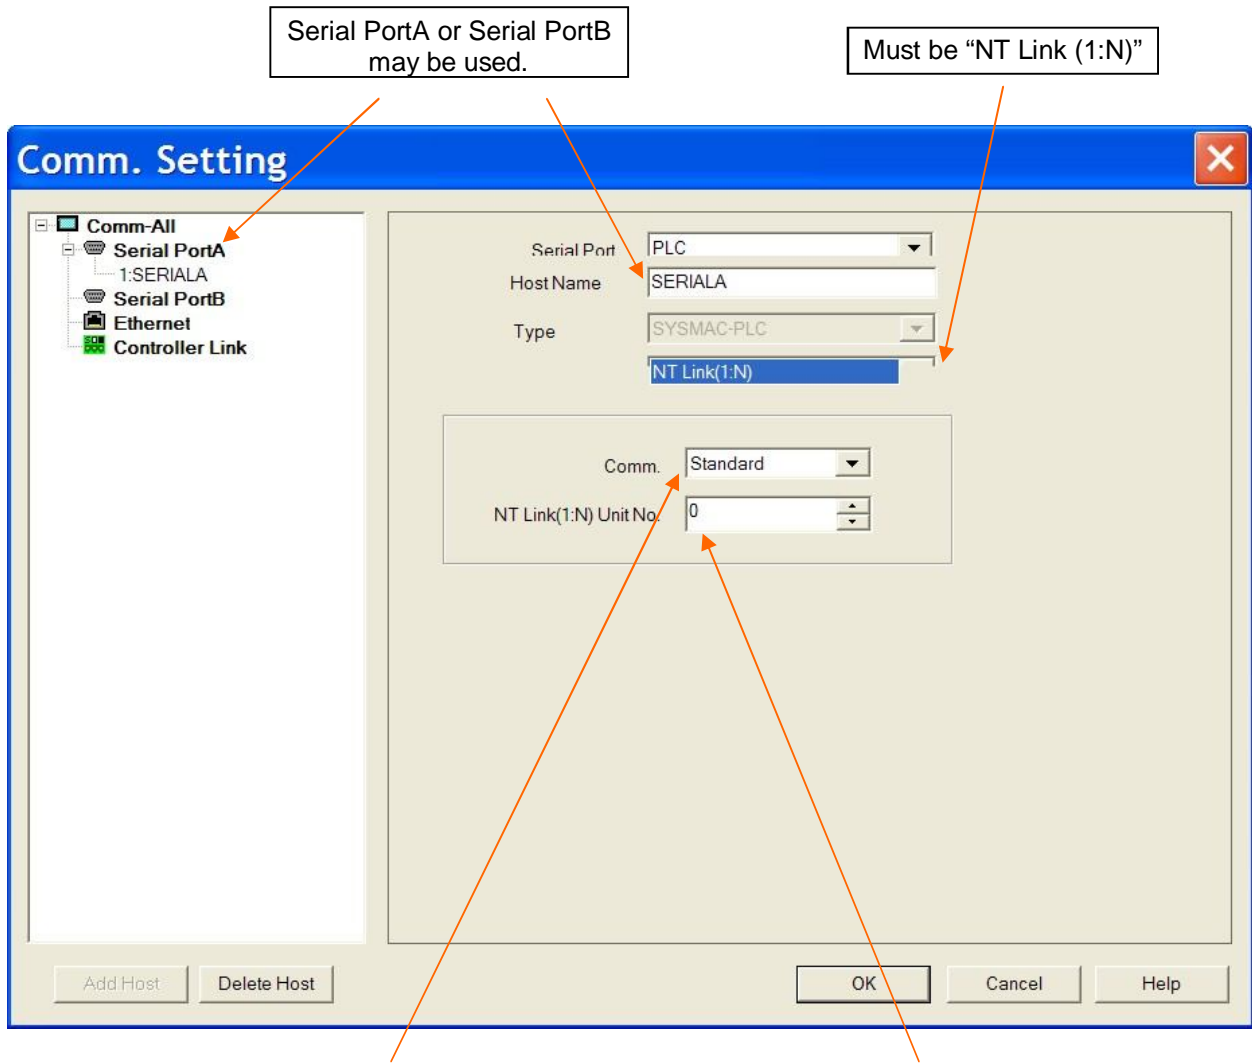 Serial PortA or Serial PortB
may be used.
Must be “NT Link (1:N)”
Comm. Setting
Comm-All
Serial PortA
1:SERIALA
Serial PortB
Ethernet
Controller Link
Serial Port PLC
Host Name SERIALA
Type SYSMAC-PLC
NT Link(1:N)
Comm. Standard
NT Link(1:N) Unit No. 0
Add Host Delete Host OK Cancel Help